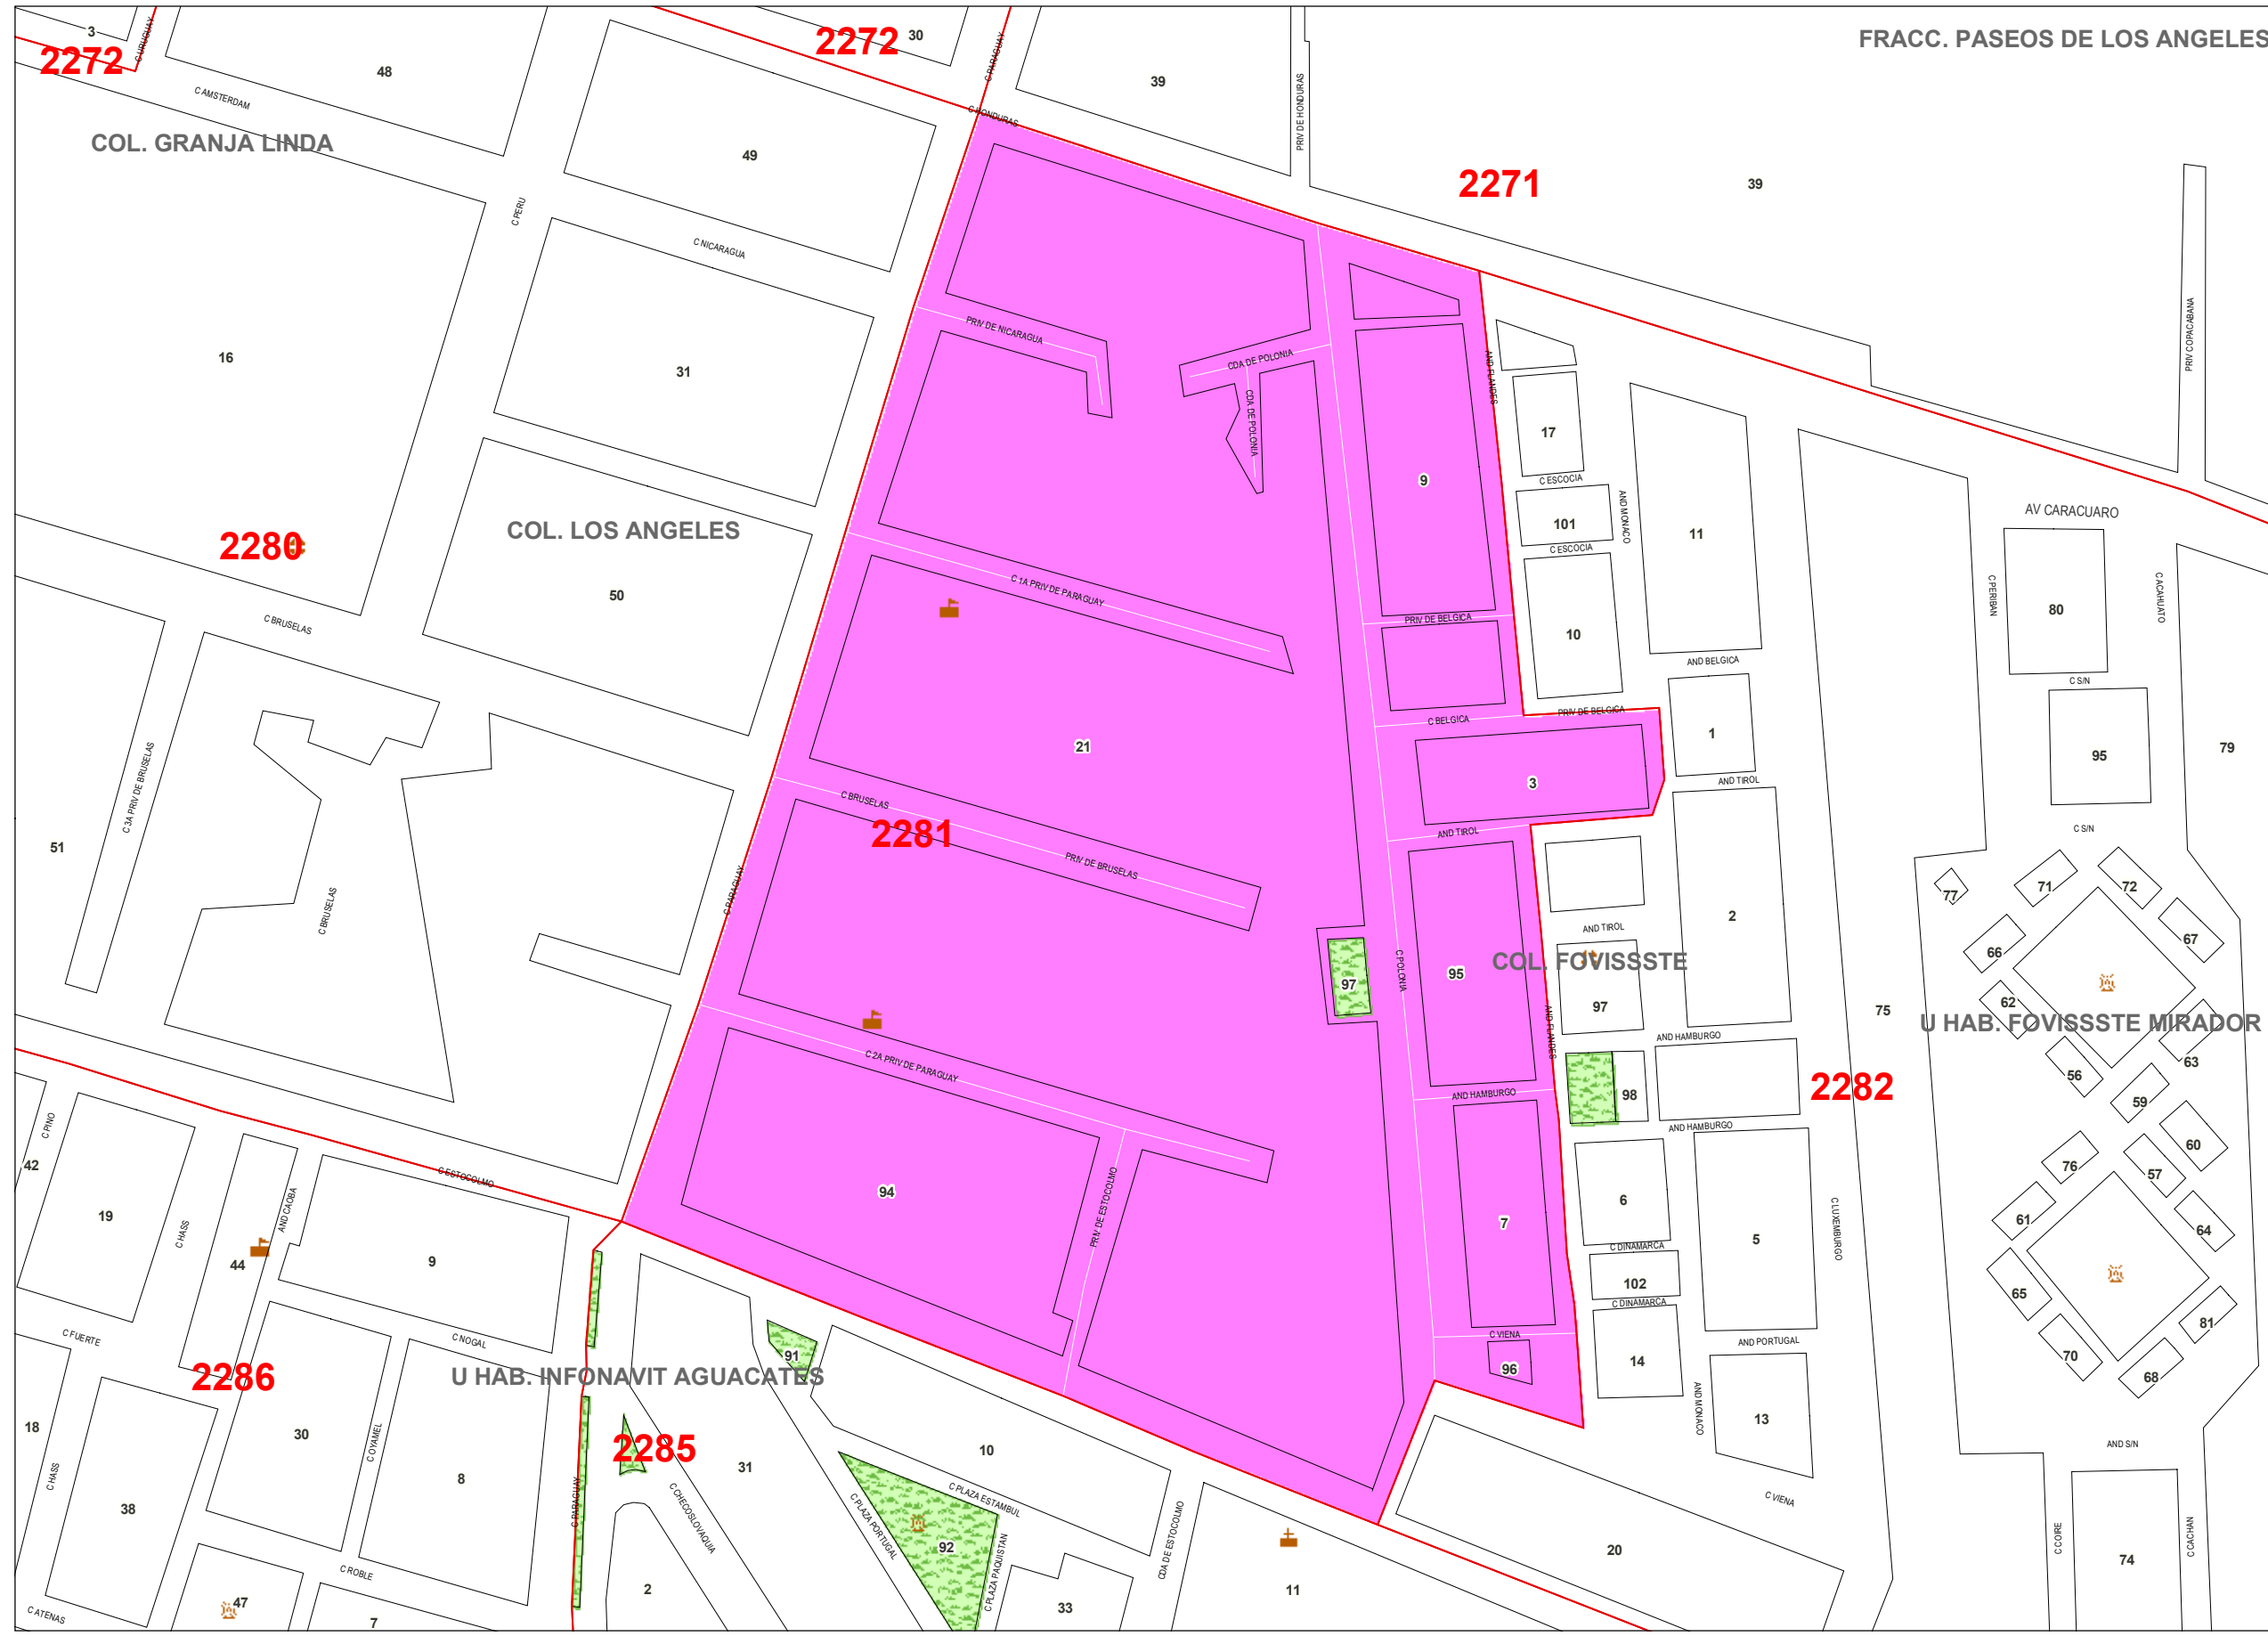 3
C URUGUAY
2272
48
C AMSTERDAM
COL. GRANJA LINDA
2272
30
C PARAGUAY
C HONDURAS
39
PRIV DE HONDURAS
FRACC. PASEOS DE LOS ANGELES
2271
39
49
C PERU
C NICARAGUA
16
31
PRIV DE NICARAGUA
CDA DE POLONIA
CDA DE POLONIA
AND FLANDES
PRIV COPACABANA
17
9
C ESCOCIA
101
AND MONACO
11
C ESCOCIA
AV CARACUARO
2280
COL. LOS ANGELES
50
C BRUSELAS
C 1A PRIV DE PARAGUAY
PRIV DE BELGICA
10
AND BELGICA
C PERIBAN
80
C ACAHUATO
C S/N
C BELGICA
PRIV DE BELGICA
1
21
95
79
C 3A PRIV DE BRUSELAS
3
AND TIROL
C BRUSELAS
2281
AND TIROL
C S/N
51
PRIV DE BRUSELAS
C PARAGUAY
C BRUSELAS
71
72
77
2
AND TIROL
67
66
COL. FOVISSSTE
C POLONIA
95
97
97
62
75
U HAB. FOVISSSTE MIRADOR
AND FLANDES
AND HAMBURGO
C 2A PRIV DE PARAGUAY
63
56
2282
AND HAMBURGO
98
59
AND HAMBURGO
C PINO
42
60
C ESTOCOLMO
76
57
94
PRIV DE ESTOCOLMO
AND CAOBA
19
C HASS
6
7
61
64
C LUXEMBURGO
5
C DINAMARCA
44
9
102
65
C DINAMARCA
81
C FUERTE
C NOGAL
C VIENA
AND PORTUGAL
91
14
96
70
68
2286
U HAB. INFONAVIT AGUACATES
AND MONACO
13
18
30
C OYAMEL
2285
10
AND S/N
C HASS
8
31
C PLAZA ESTAMBUL
C VIENA
38
C PARAGUAY
C CHECOSLOVAQUIA
C PLAZA PORTUGAL
92
C PLAZA PAQUISTAN
CDA DE ESTOCOLMO
20
C CORE
74
C CACHAN
C ROBLE
2
11
47
33
C ATENAS
7